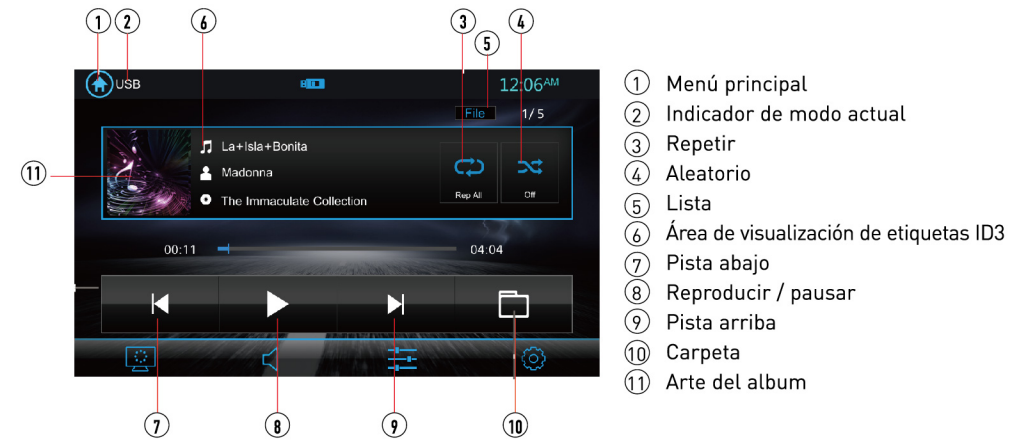 1 2 6 3 4
5
USB 12:06AM
File 1/5
La+Isla+Bonita
Madonna
The Immaculate Collection
Rep All Off
11
00:11 04:04
7 8 9 10
1 Menú principal
2 Indicador de modo actual
3 Repetir
4 Aleatorio
5 Lista
6 Área de visualización de etiquetas ID3
7 Pista abajo
8 Reproducir / pausar
9 Pista arriba
10 Carpeta
11 Arte del album